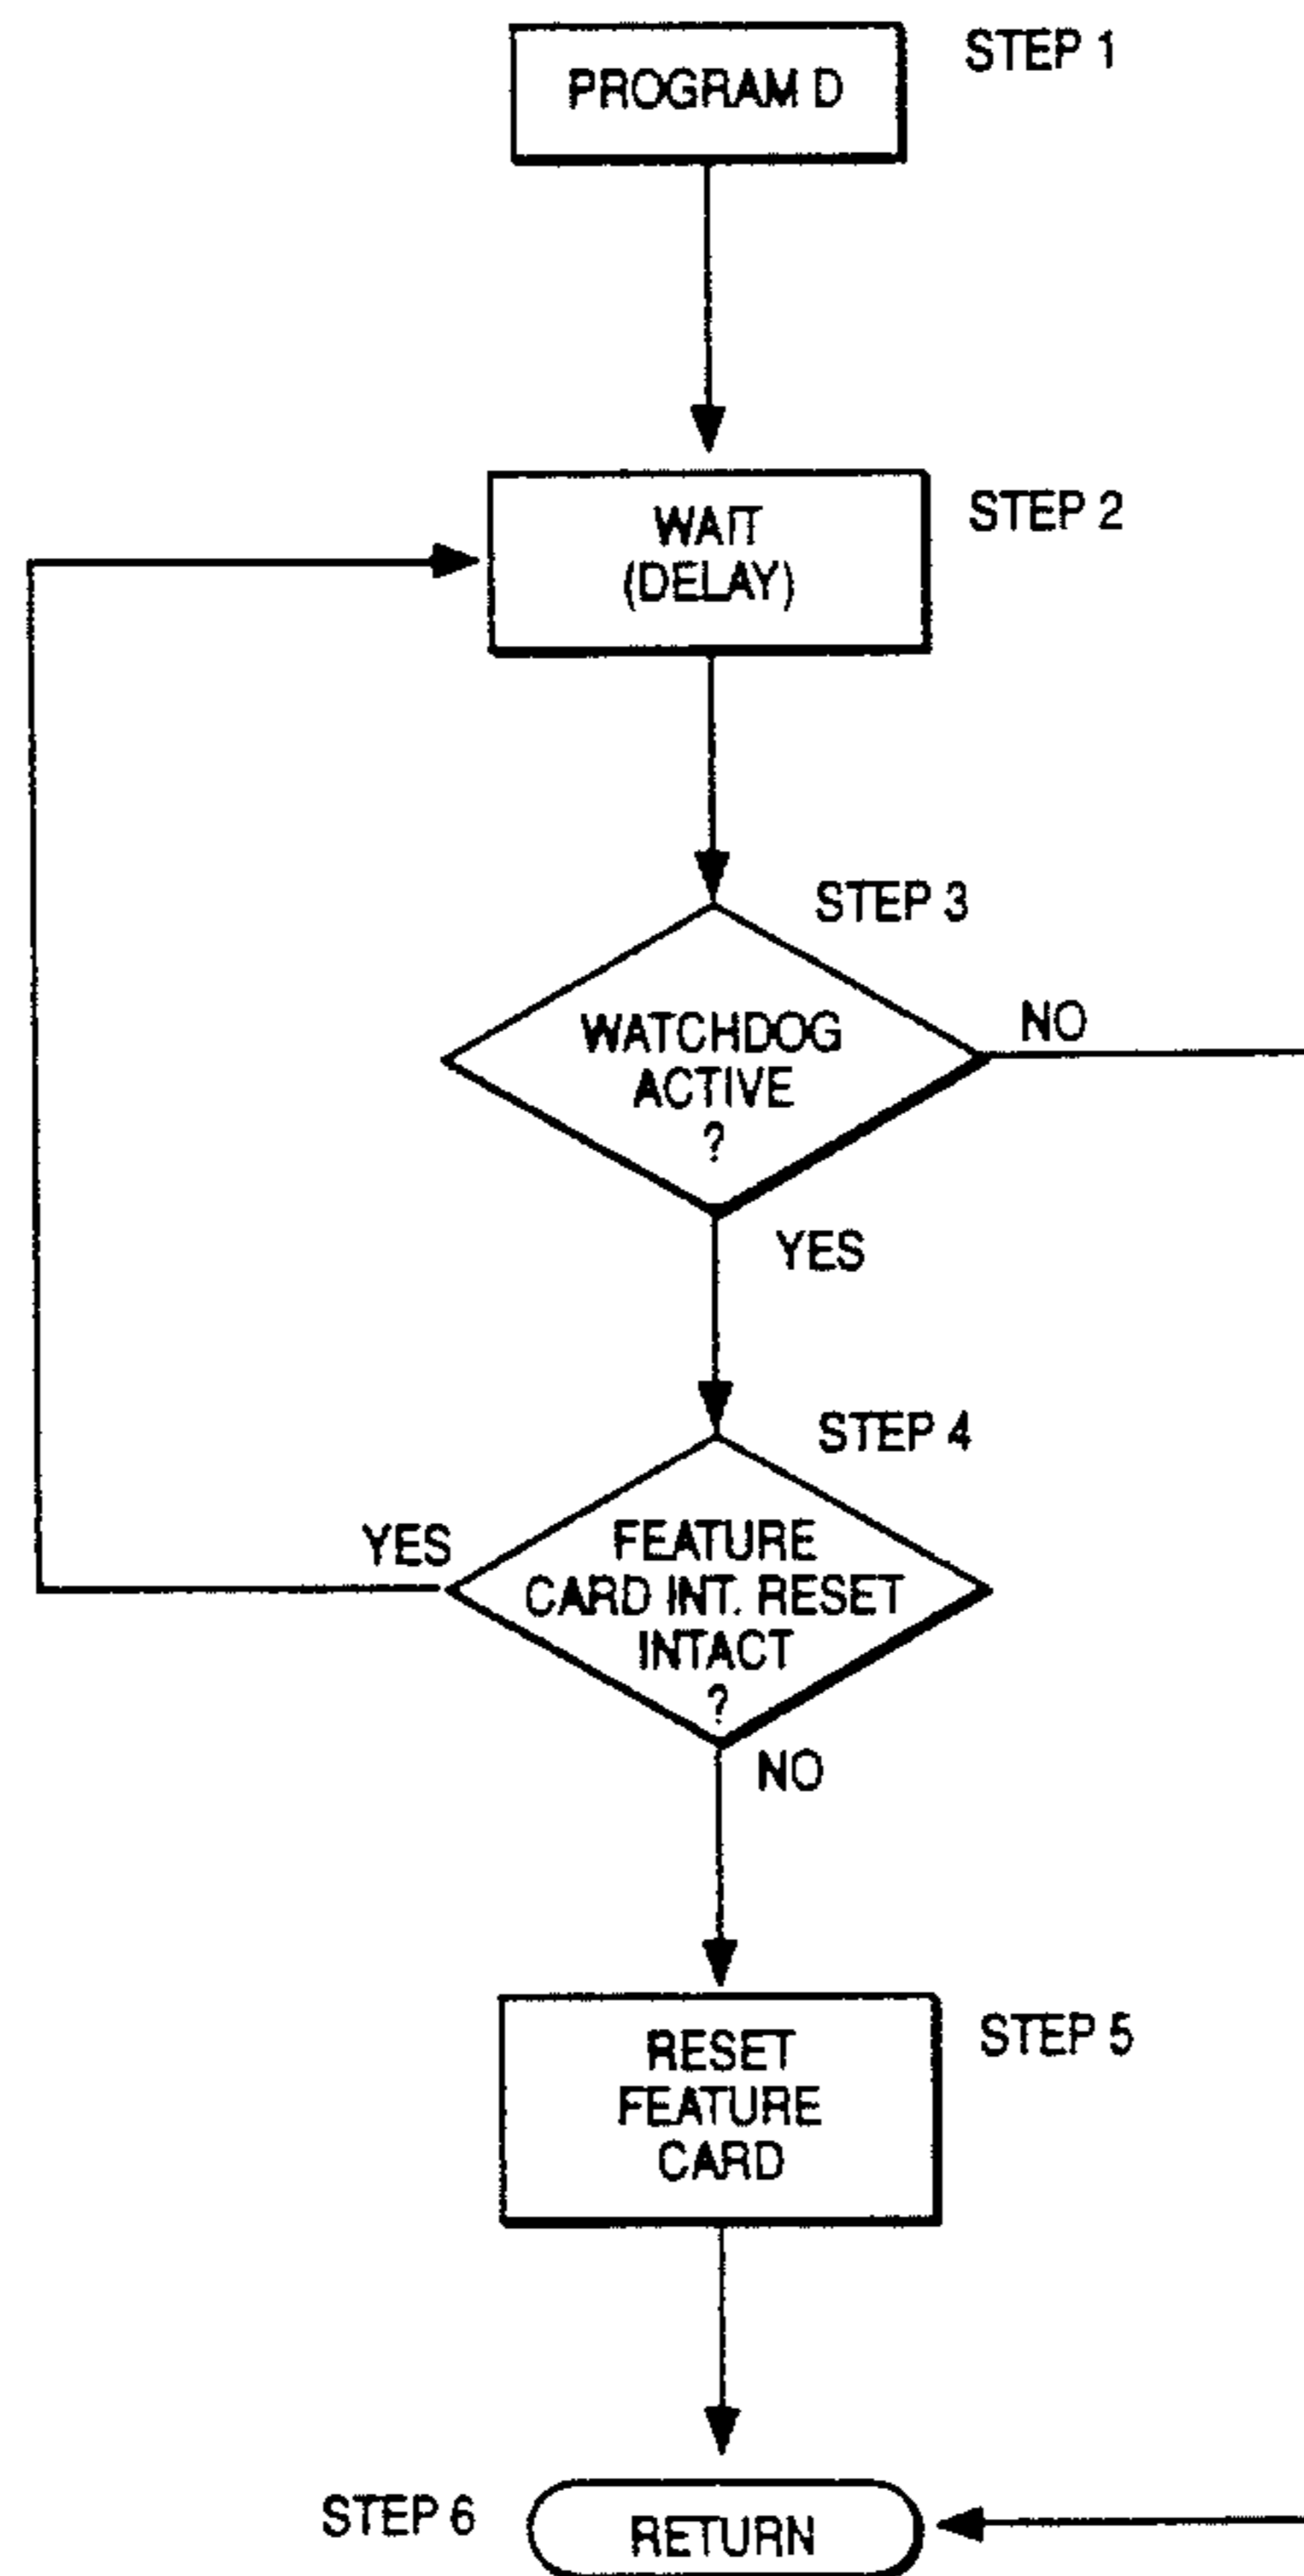 STEP 1
PROGRAM D
STEP 2
WAIT
(DELAY)
STEP 3
WATCHDOG
ACTIVE
?
NO
YES
STEP 4
YES
FEATURE
CARD INT. RESET
INTACT
?
NO
STEP 5
RESET
FEATURE
CARD
STEP 6
RETURN